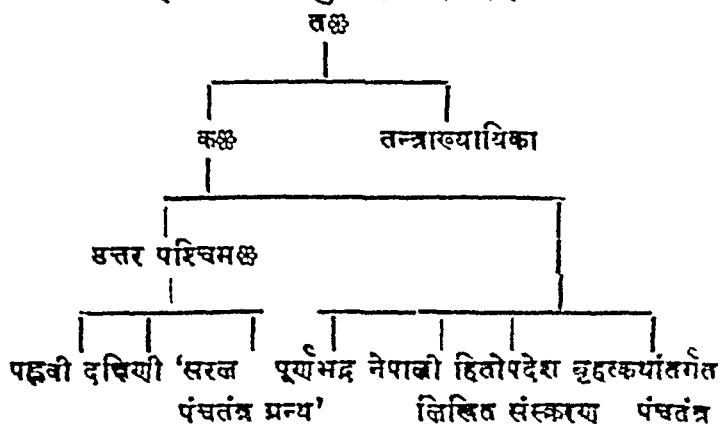 त❀
क❀ तन्त्राख्यायिका
उत्तर पश्चिम❀
पह्लवी दक्षिणी ‘सरल पूर्णभद्र नेपाली हितोपदेश बृहत्कथांतर्गत
पंचतंत्र ग्रन्थ’ लिखित संस्करण पंचतंत्र